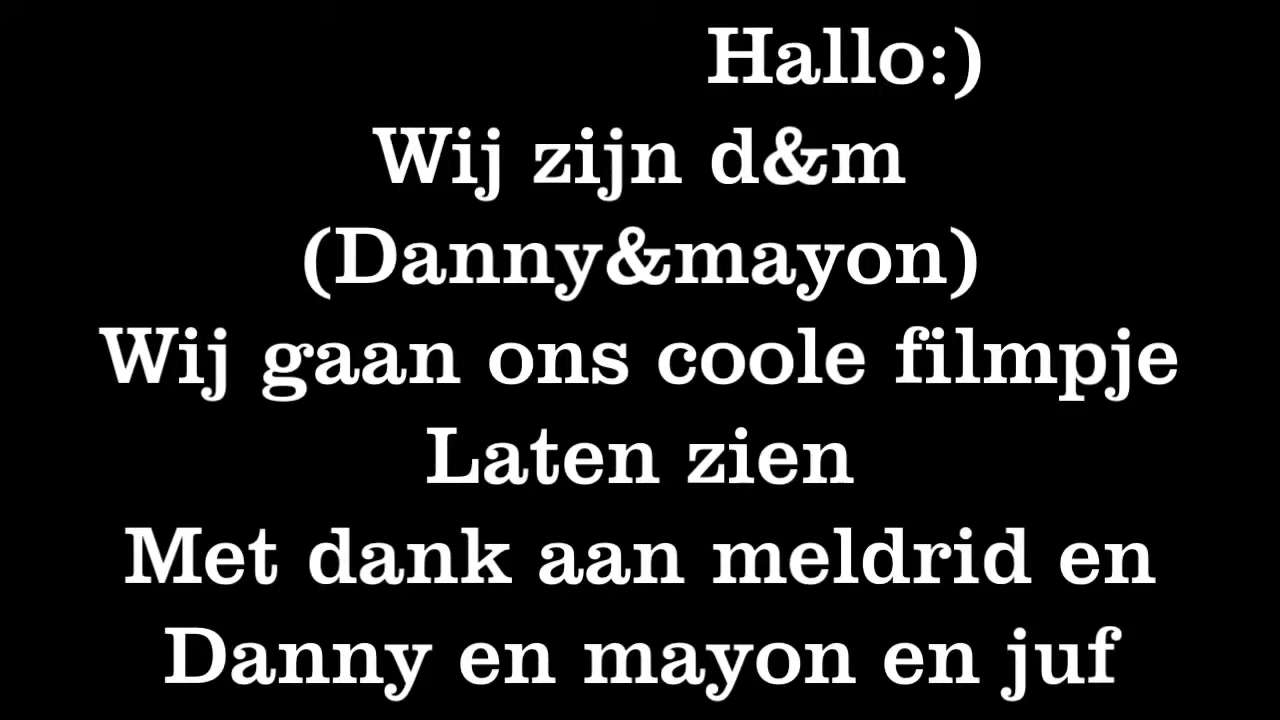 Hallo:)
Wij zijn d&m
(Danny&mayon)
Wij gaan ons coole filmpje
Laten zien
Met dank aan meldrid en
Danny en mayon en juf